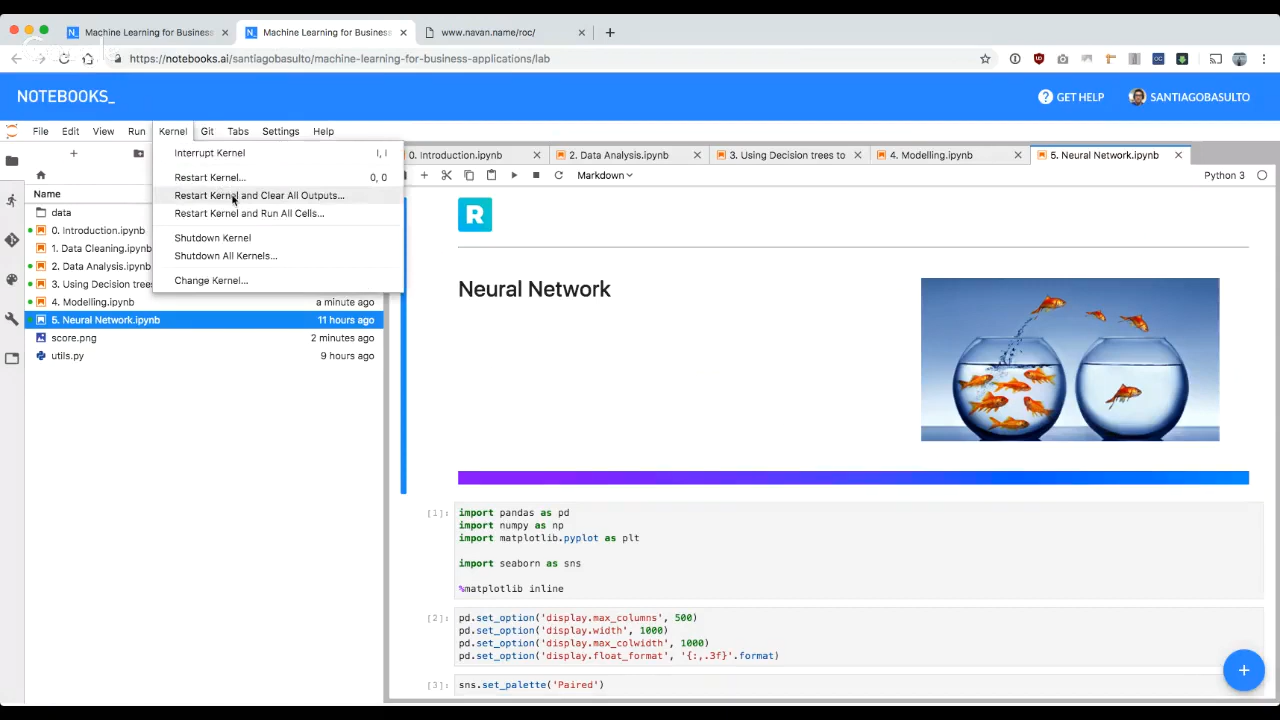 Machine Learning for Business
Machine Learning for Business
www.navan.name/roc/
https://notebooks.ai/santiagobasulto/machine-learning-for-business-applications/lab
NOTEBOOKS_
GET HELP
SANTIAGOBASULTO
File Edit View Run Kernel Git Tabs Settings Help
Interrupt Kernel I, I
Restart Kernel... 0, 0
Restart Kernel and Clear All Outputs...
Restart Kernel and Run All Cells...
Shutdown Kernel
Shutdown All Kernels...
Change Kernel...
0. Introduction.ipynb
2. Data Analysis.ipynb
3. Using Decision trees to
4. Modelling.ipynb
5. Neural Network.ipynb
Markdown
Python 3
Name
data
0. Introduction.ipynb
1. Data Cleaning.ipynb
2. Data Analysis.ipynb
3. Using Decision trees
4. Modelling.ipynb a minute ago
5. Neural Network.ipynb 11 hours ago
score.png 2 minutes ago
utils.py 9 hours ago
R
Neural Network
[1]: import pandas as pd
import numpy as np
import matplotlib.pyplot as plt
import seaborn as sns
%matplotlib inline
[2]: pd.set_option('display.max_columns', 500)
pd.set_option('display.width', 1000)
pd.set_option('display.max_colwidth', 1000)
pd.set_option('display.float_format', '{:,.3f}'.format)
[3]: sns.set_palette('Paired')